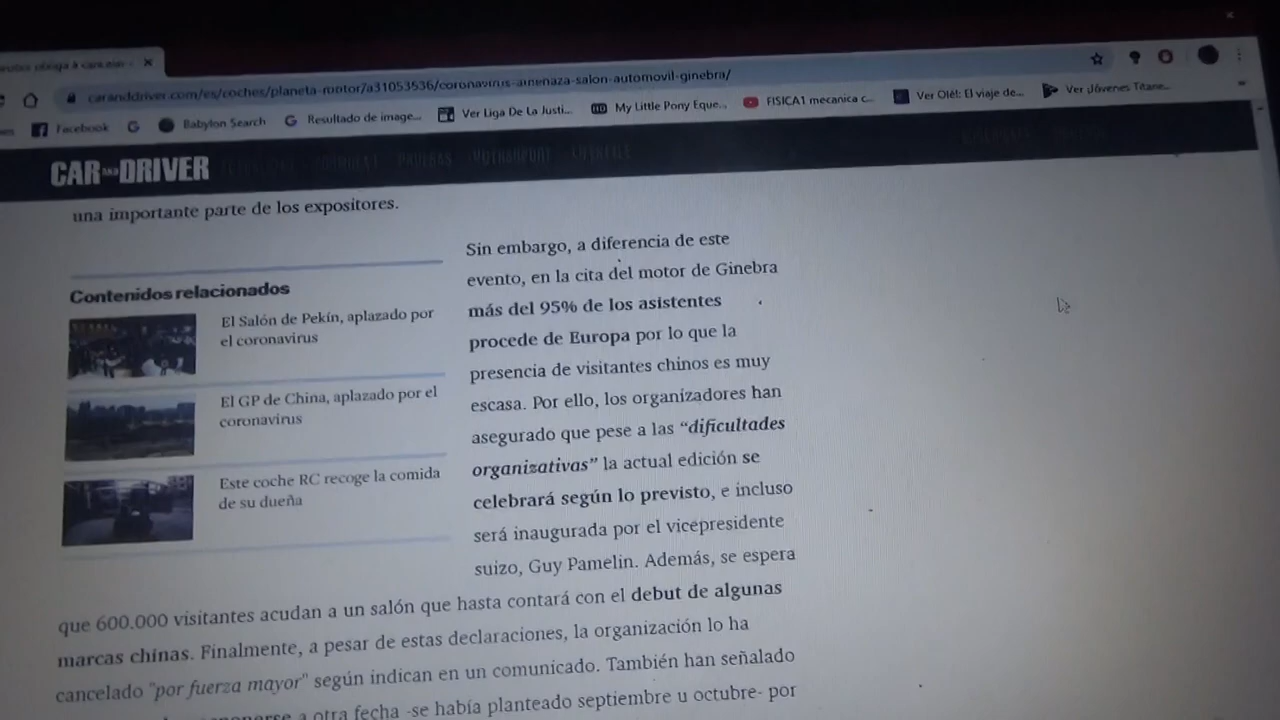 caranddriver.com/es/coches/planeta-motor/a31053536/coronavirus-amenaza-salon-automovil-ginebra/
Facebook
Babylon Search
Resultado de image...
Ver Liga De La Justi...
My Little Pony Eque...
FISICA1 mecanica c...
Ver Olé!: El viaje de...
Ver Jóvenes Titane...
CAR AND DRIVER
PRUEBAS
una importante parte de los expositores.
Contenidos relacionados
El Salón de Pekín, aplazado por
el coronavirus
El GP de China, aplazado por el
coronavirus
Este coche RC recoge la comida
de su dueña
Sin embargo, a diferencia de este
evento, en la cita del motor de Ginebra
más del 95% de los asistentes
procede de Europa por lo que la
presencia de visitantes chinos es muy
escasa. Por ello, los organizadores han
asegurado que pese a las “dificultades
organizativas” la actual edición se
celebrará según lo previsto, e incluso
será inaugurada por el vicepresidente
suizo, Guy Pamelin. Además, se espera
que 600.000 visitantes acudan a un salón que hasta contará con el debut de algunas
marcas chinas. Finalmente, a pesar de estas declaraciones, la organización lo ha
cancelado "por fuerza mayor" según indican en un comunicado. También han señalado
a otra fecha -se había planteado septiembre u octubre- por